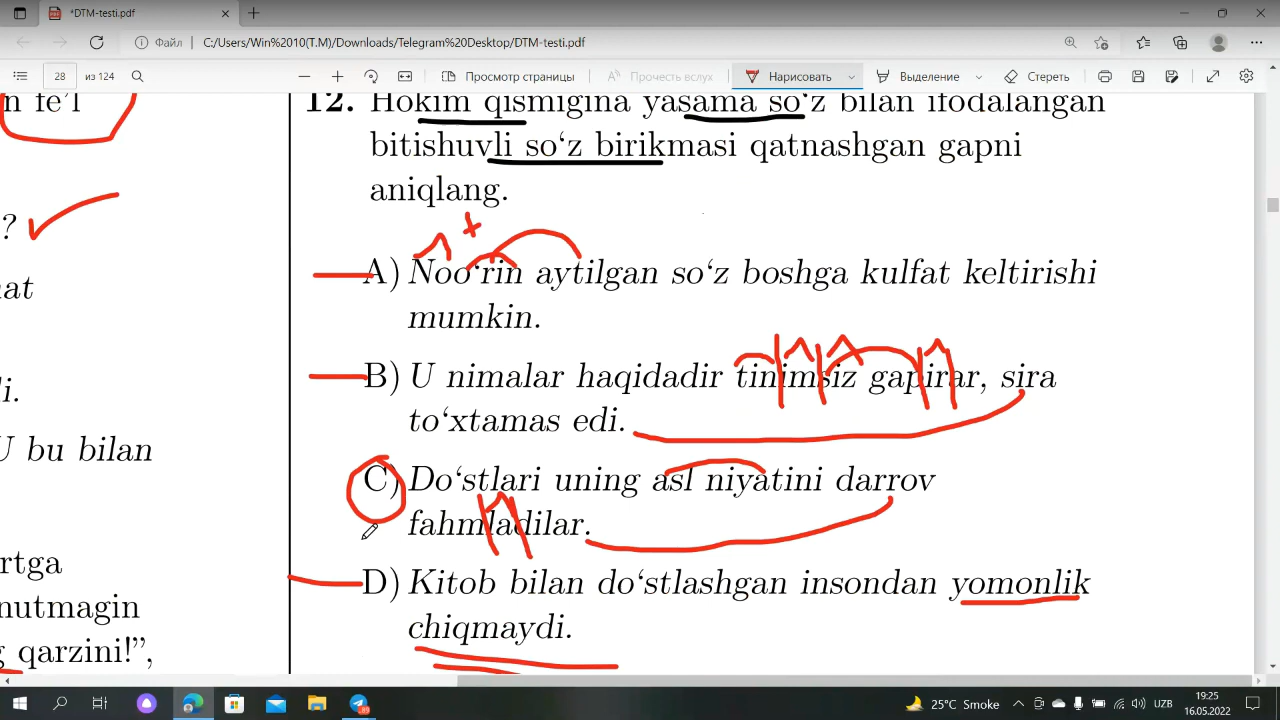 *DTM-testi.pdf
Файл C:/Users/Win%2010(T.M)/Downloads/Telegram%20Desktop/DTM-testi.pdf
28 из 124 Просмотр страницы Прочесть вслух Нарисовать Выделение Стереть
n fe'l
?
at
di.
U bu bilan
rtga
nutmagin
g qarzini!”,
12. Hokim qismigina yasama so‘z bilan ifodalangan
bitishuvli so‘z birikmasi qatnashgan gapni
aniqlang.
A) Noo‘rin aytilgan so‘z boshga kulfat keltirishi
mumkin.
B) U nimalar haqidadir tinimsiz gapirar, sira
to‘xtamas edi.
C) Do‘stlari uning asl niyatini darrov
fahmladilar.
D) Kitob bilan do‘stlashgan insondan yomonlik
chiqmaydi.
89 25°C Smoke UZB 19:25
16.05.2022